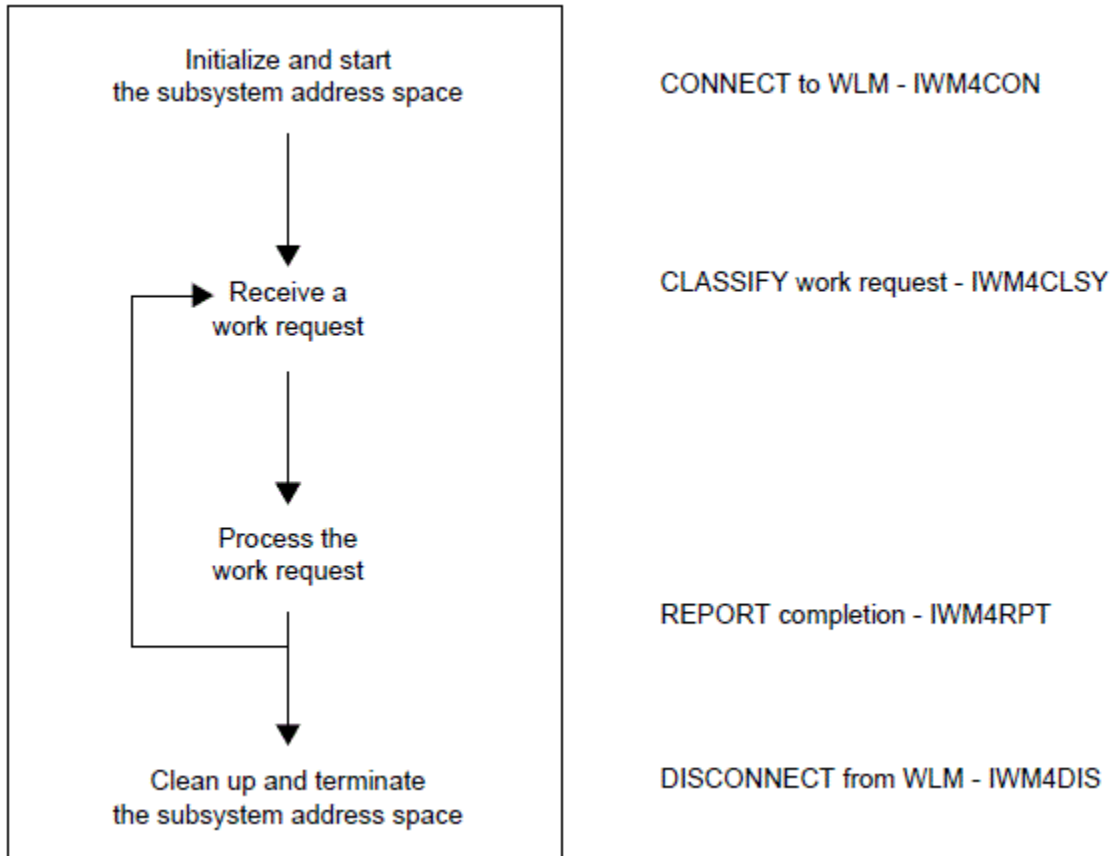 Initialize and start
the subsystem address space
CONNECT to WLM - IWM4CON
Receive a
work request
CLASSIFY work request - IWM4CLSY
Process the
work request
REPORT completion - IWM4RPT
Clean up and terminate
the subsystem address space
DISCONNECT from WLM - IWM4DIS